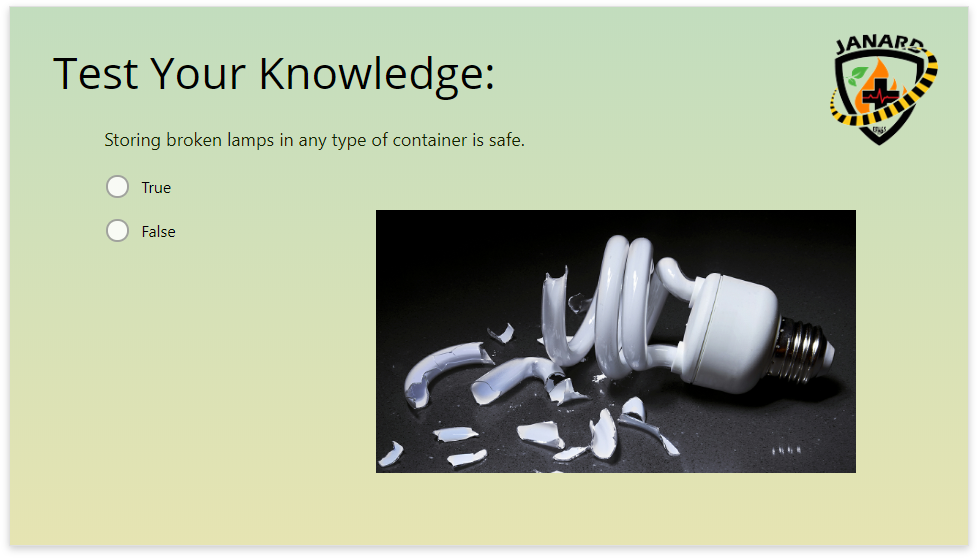 JANARD
Test Your Knowledge:
Storing broken lamps in any type of container is safe.
True
False